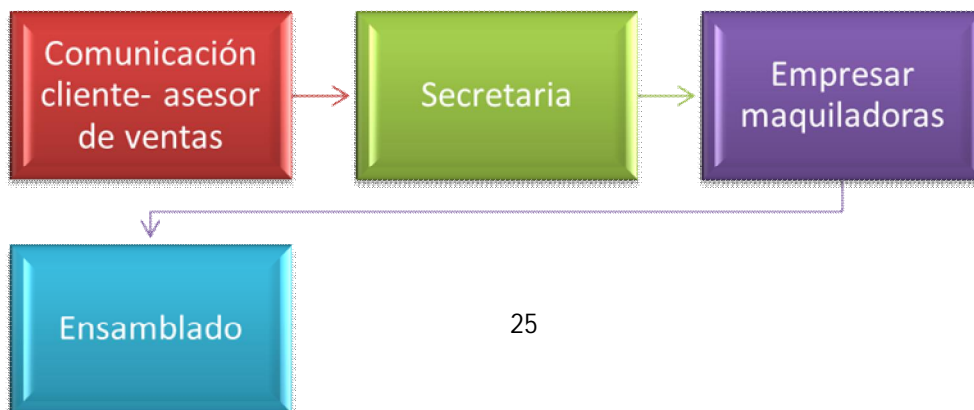 Comunicación
cliente- asesor
de ventas
Secretaria
Empresar
maquiladoras
Ensamblado
25